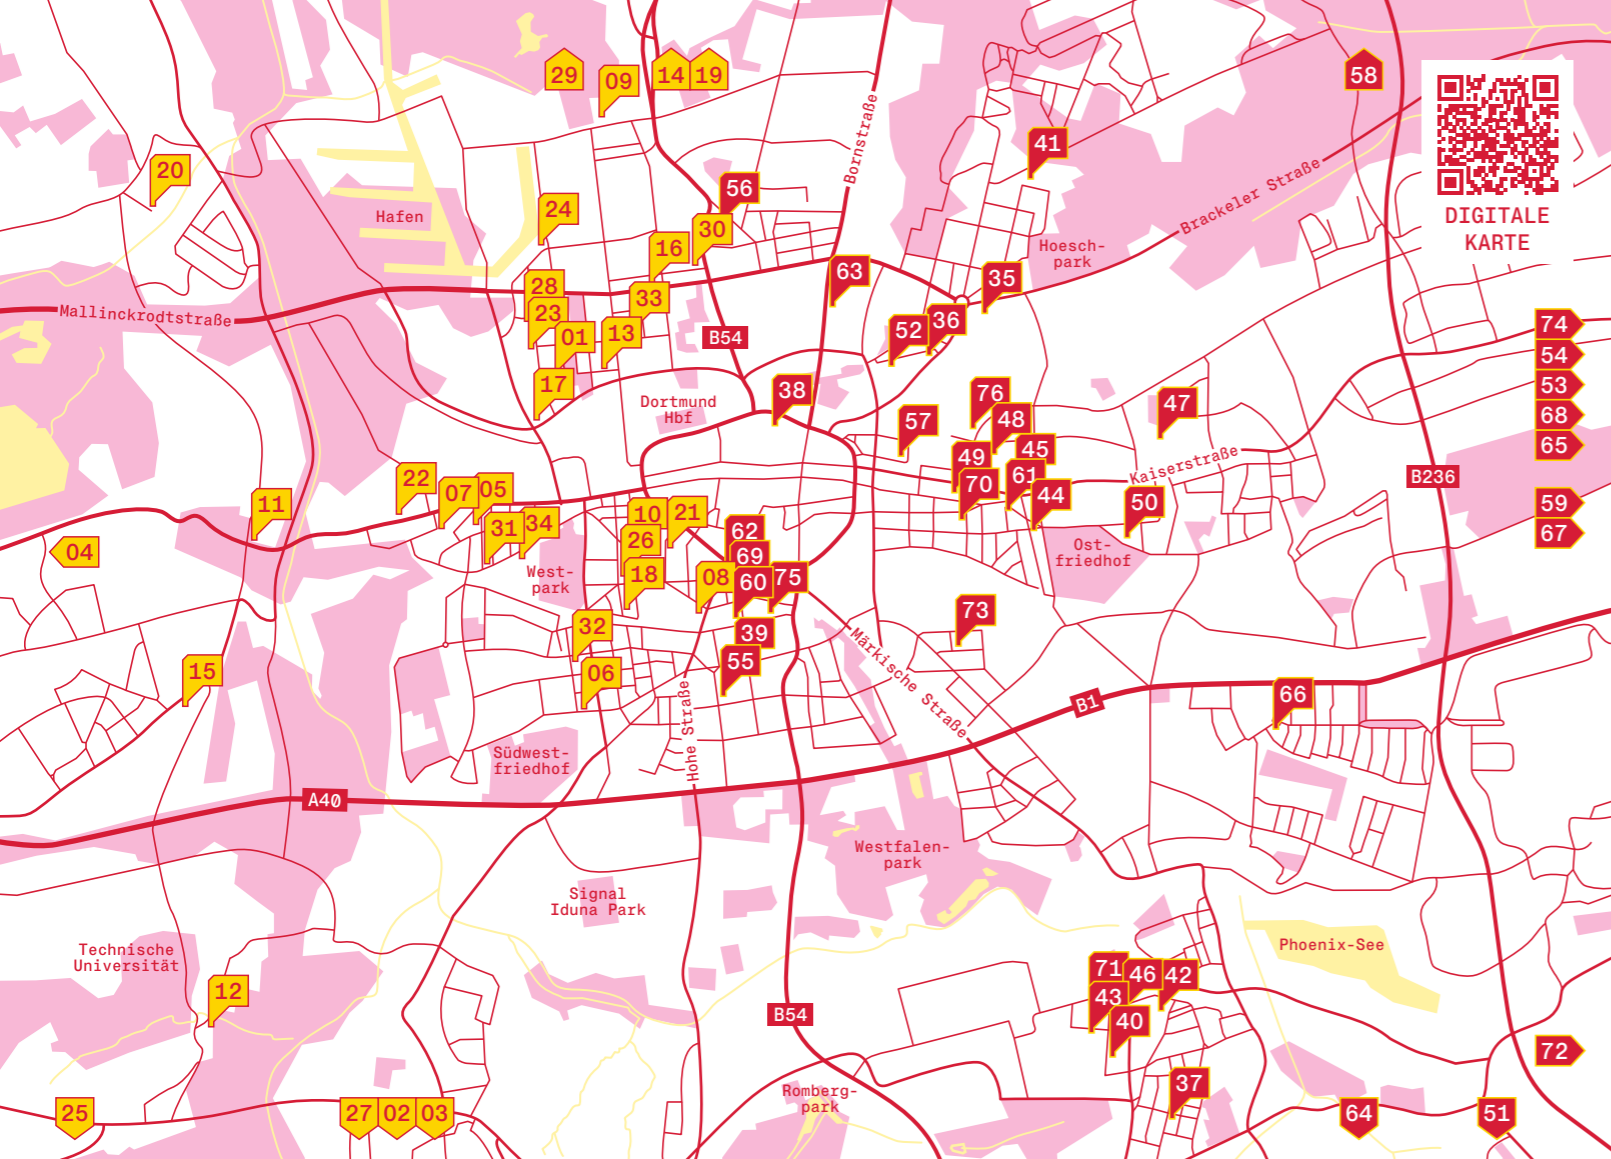 29
09
14
19
58
DIGITALE
KARTE
41
20
56
Bornstraße
24
Hafen
30
16
Brackeler Straße
Hoesch-
park
63
35
28
33
Mallinckrodtstraße
23
01
13
B54
52
36
74
54
53
68
65
17
38
Dortmund
Hbf
76
48
57
47
45
49
61
70
44
Kaiserstraße
B236
50
59
67
22
07
05
11
31
34
10
21
26
62
69
04
West-
park
18
08
60
75
Ost-
friedhof
32
39
73
06
55
15
Märkische Straße
Hohe Straße
B1
66
Südwest-
friedhof
A40
Westfalen-
park
Signal
Iduna Park
Technische
Universität
12
Phoenix-See
71
46
42
43
40
B54
72
37
Romberg-
park
25
27
02
03
64
51